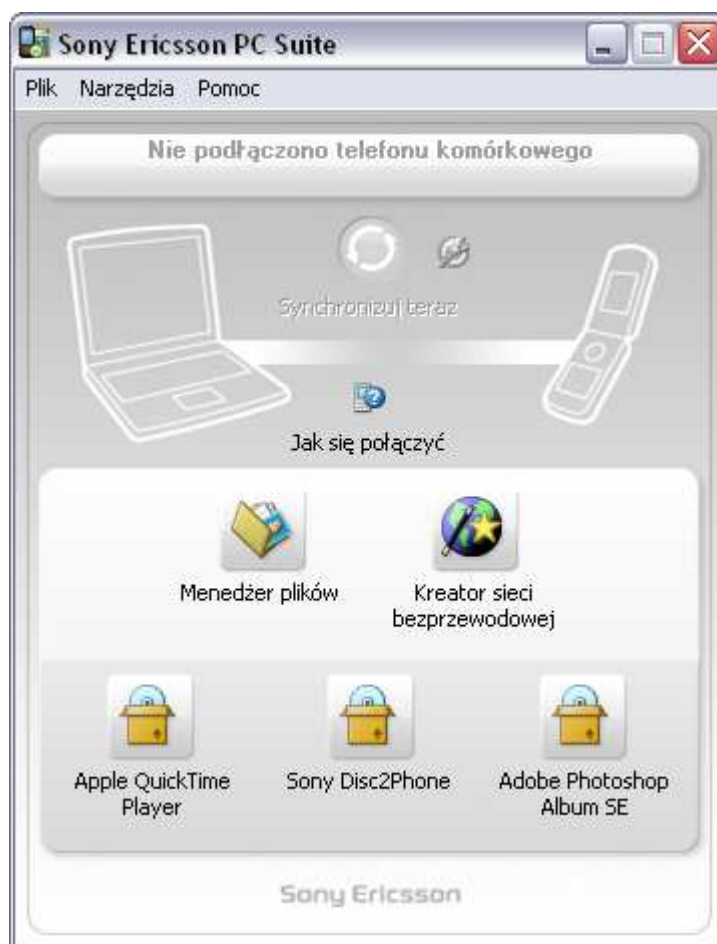 Sony Ericsson PC Suite
Plik Narzędzia Pomoc
Nie podłączono telefonu komórkowego
Synchronizuj teraz
Jak się połączyć
Menedżer plików
Kreator sieci
bezprzewodowej
Apple QuickTime
Player
Sony Disc2Phone
Adobe Photoshop
Album SE
Sony Ericsson